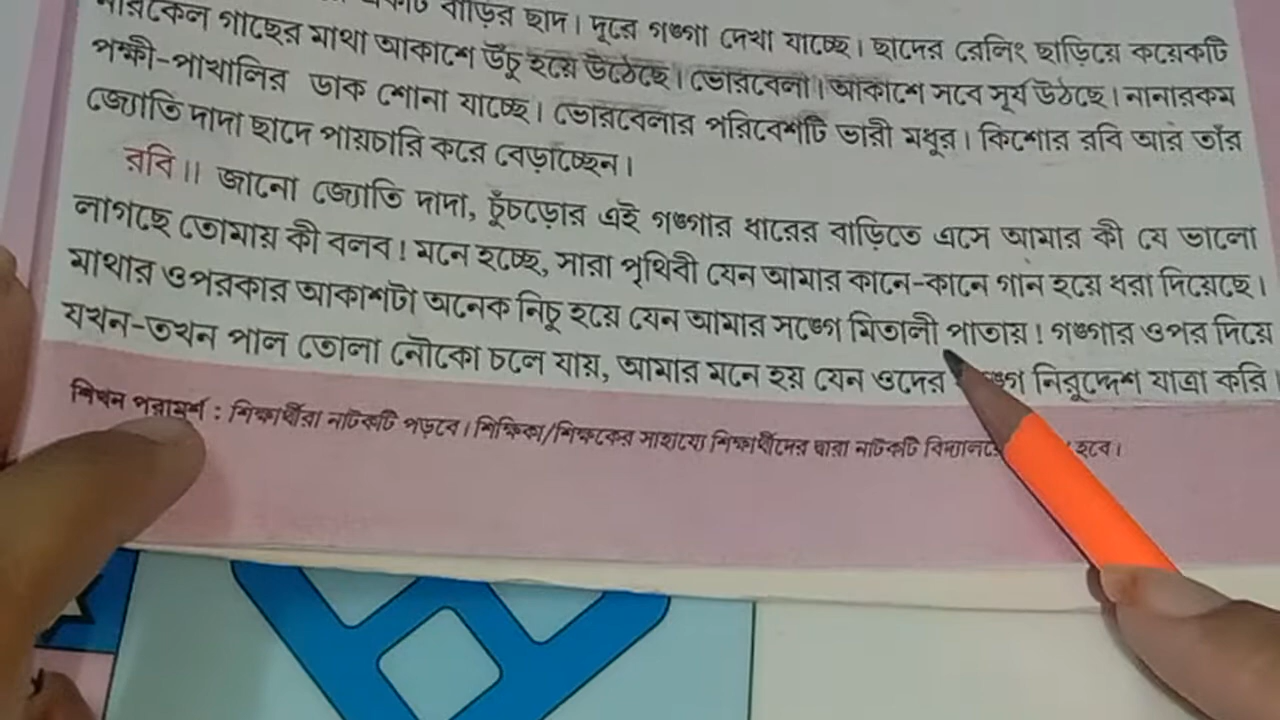 বাড়ির ছাদ। দূরে গঙ্গা দেখা যাচ্ছে। ছাদের রেলিং ছাড়িয়ে কয়েকটি
নারকেল গাছের মাথা আকাশে উঁচু হয়ে উঠেছে। ভোরবেলা। আকাশে সবে সূর্য উঠছে। নানারকম
পক্ষী-পাখালির ডাক শোনা যাচ্ছে। ভোরবেলার পরিবেশটি ভারী মধুর। কিশোর রবি আর তাঁর
জ্যোতি দাদা ছাদে পায়চারি করে বেড়াচ্ছেন।
রবি॥ জানো জ্যোতি দাদা, চুঁচড়োর এই গঙ্গার ধারের বাড়িতে এসে আমার কী যে ভালো
লাগছে তোমায় কী বলব! মনে হচ্ছে, সারা পৃথিবী যেন আমার কানে-কানে গান হয়ে ধরা দিয়েছে।
মাথার ওপরকার আকাশটা অনেক নিচু হয়ে যেন আমার সঙ্গে মিতালী পাতায়! গঙ্গার ওপর দিয়ে
যখন-তখন পাল তোলা নৌকো চলে যায়, আমার মনে হয় যেন ওদের নিরুদ্দেশ যাত্রা করি।
শিখন পরামর্শ : শিক্ষার্থীরা নাটকটি পড়বে। শিক্ষিকা/শিক্ষকের সাহায্যে শিক্ষার্থীদের দ্বারা নাটকটি হবে।